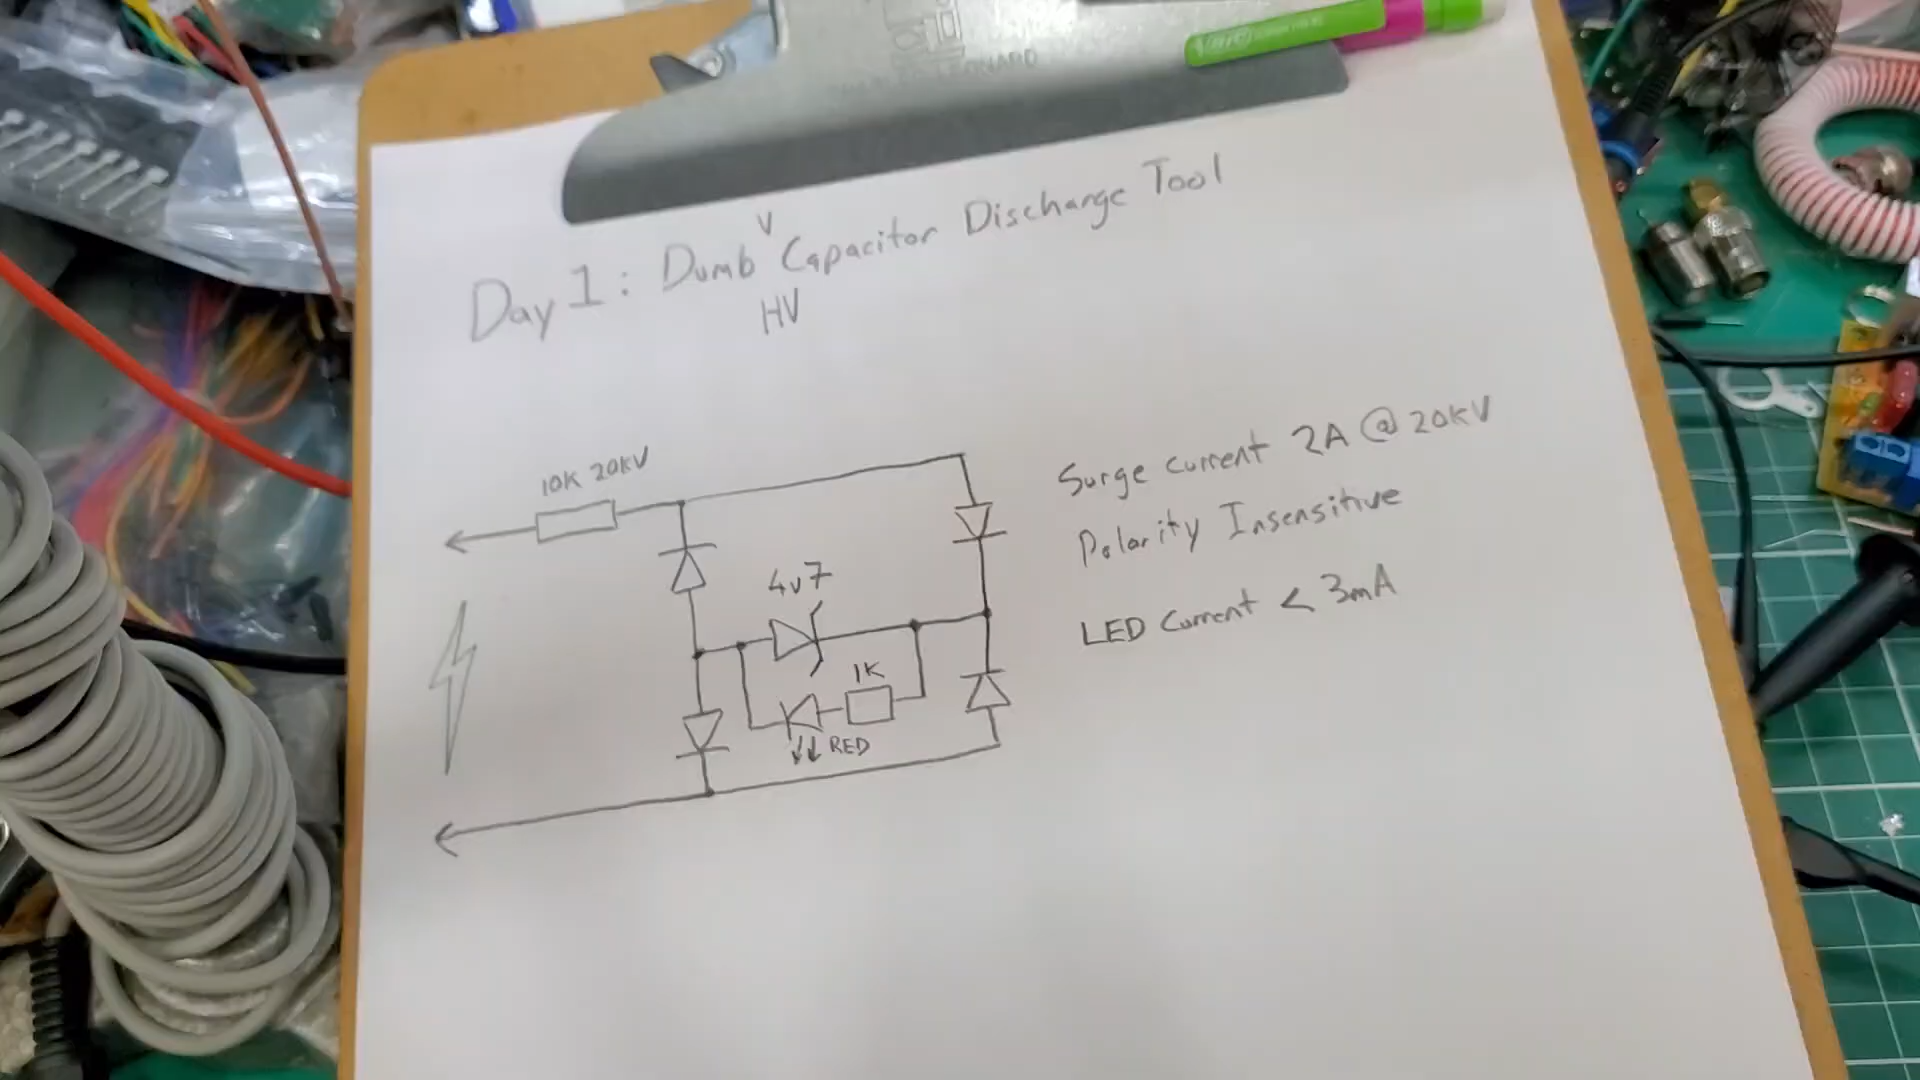 Day 1: Dumb V Capacitor Discharge Tool
HV
10K 20KV
4v7
1K
RED
Surge Current 2A @ 20KV
Polarity Insensitive
LED Current < 3mA